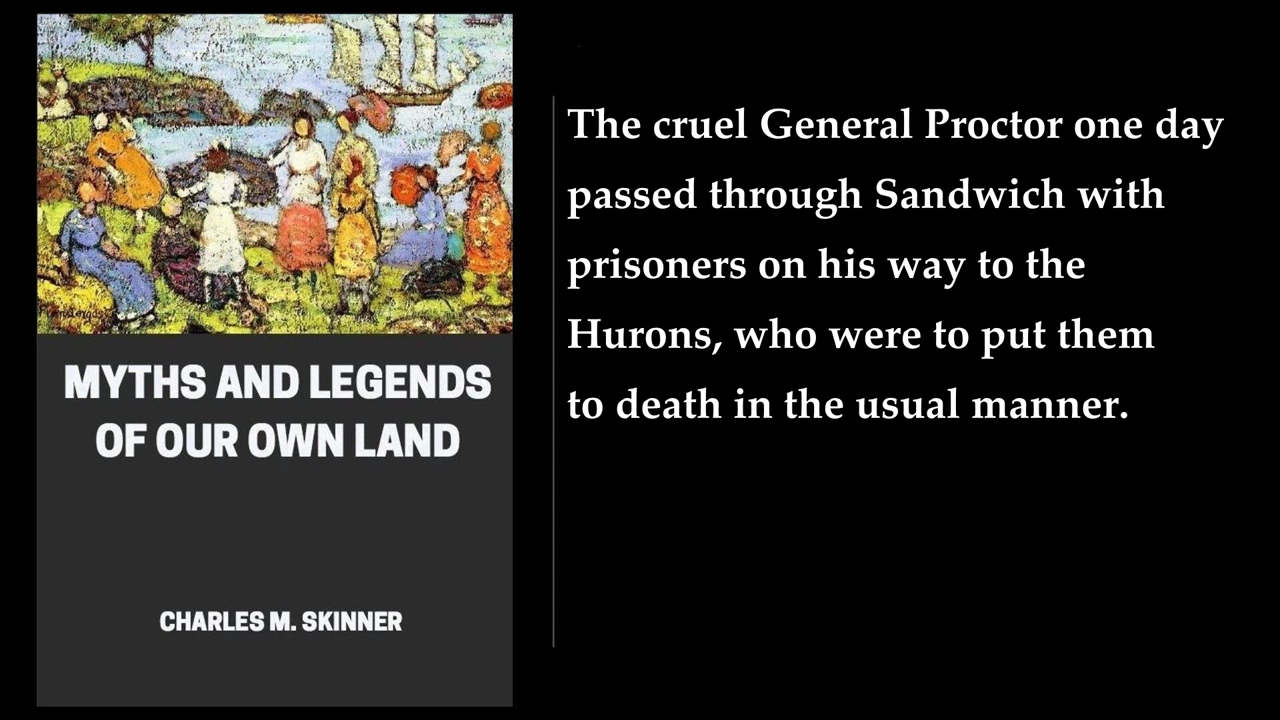 MYTHS AND LEGENDS
OF OUR OWN LAND
CHARLES M. SKINNER
The cruel General Proctor one day
passed through Sandwich with
prisoners on his way to the
Hurons, who were to put them
to death in the usual manner.